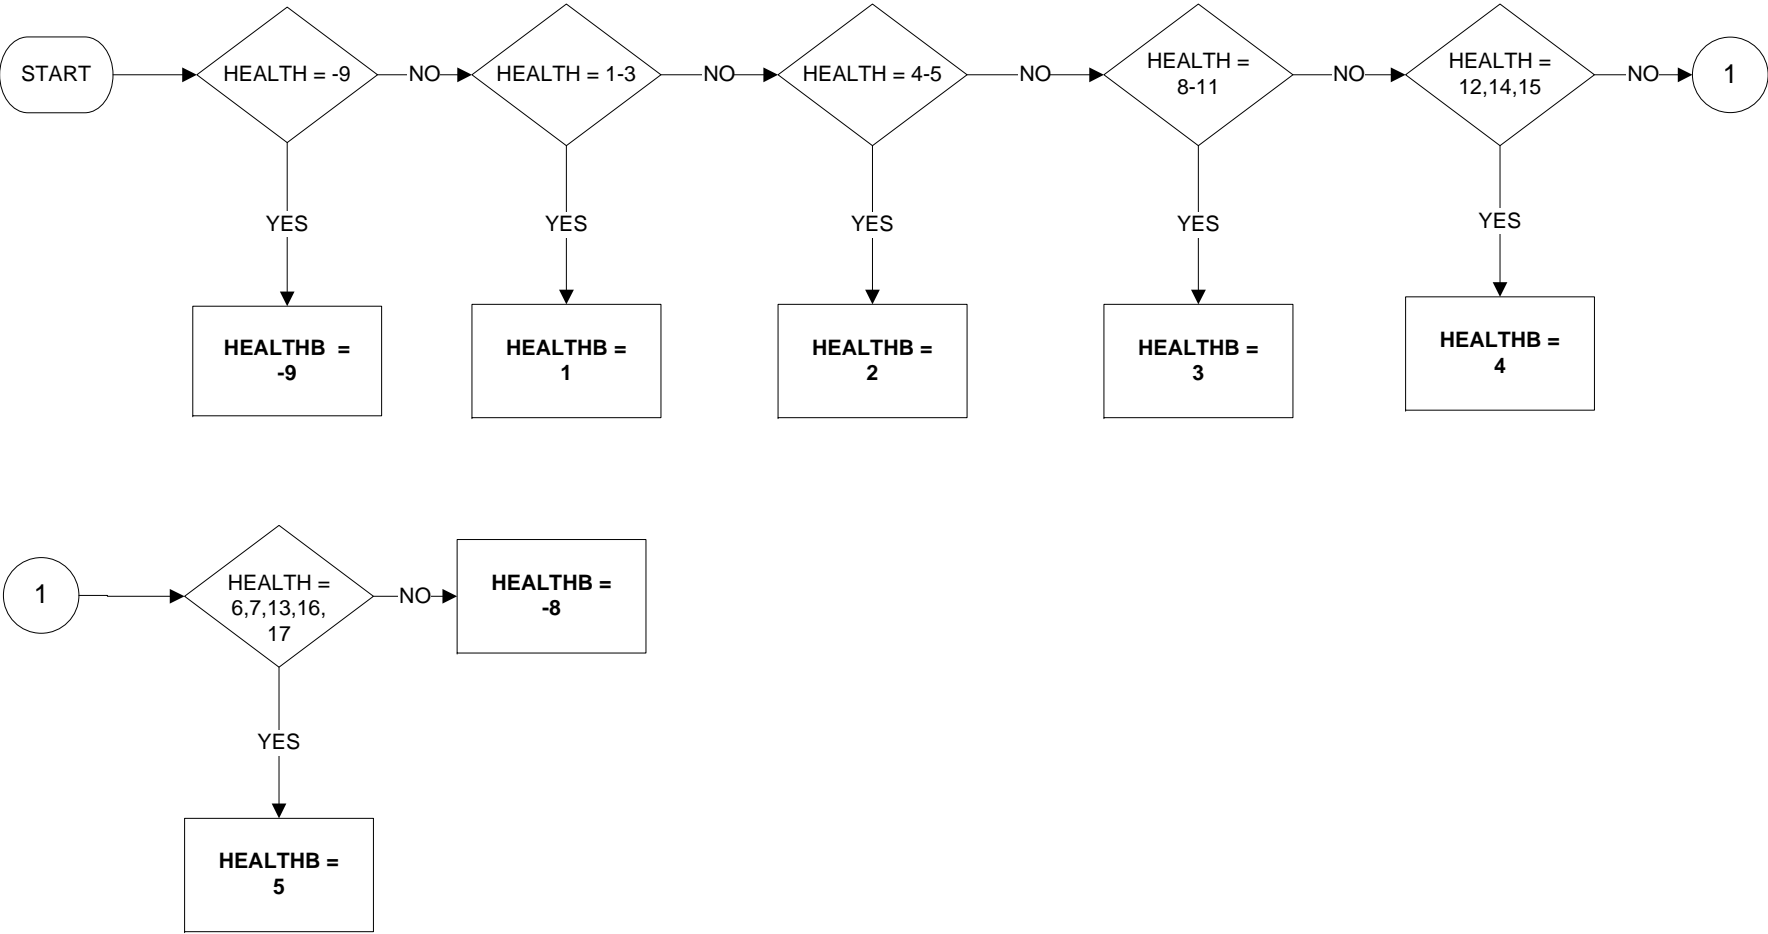 START
HEALTH = -9
NO
HEALTH = 1-3
NO
HEALTH = 4-5
NO
HEALTH =
8-11
NO
HEALTH =
12,14,15
NO
1
YES
YES
YES
YES
YES
HEALTHB =
-9
HEALTHB =
1
HEALTHB =
2
HEALTHB =
3
HEALTHB =
4
1
HEALTH =
6,7,13,16,
17
NO
HEALTHB =
-8
YES
HEALTHB =
5